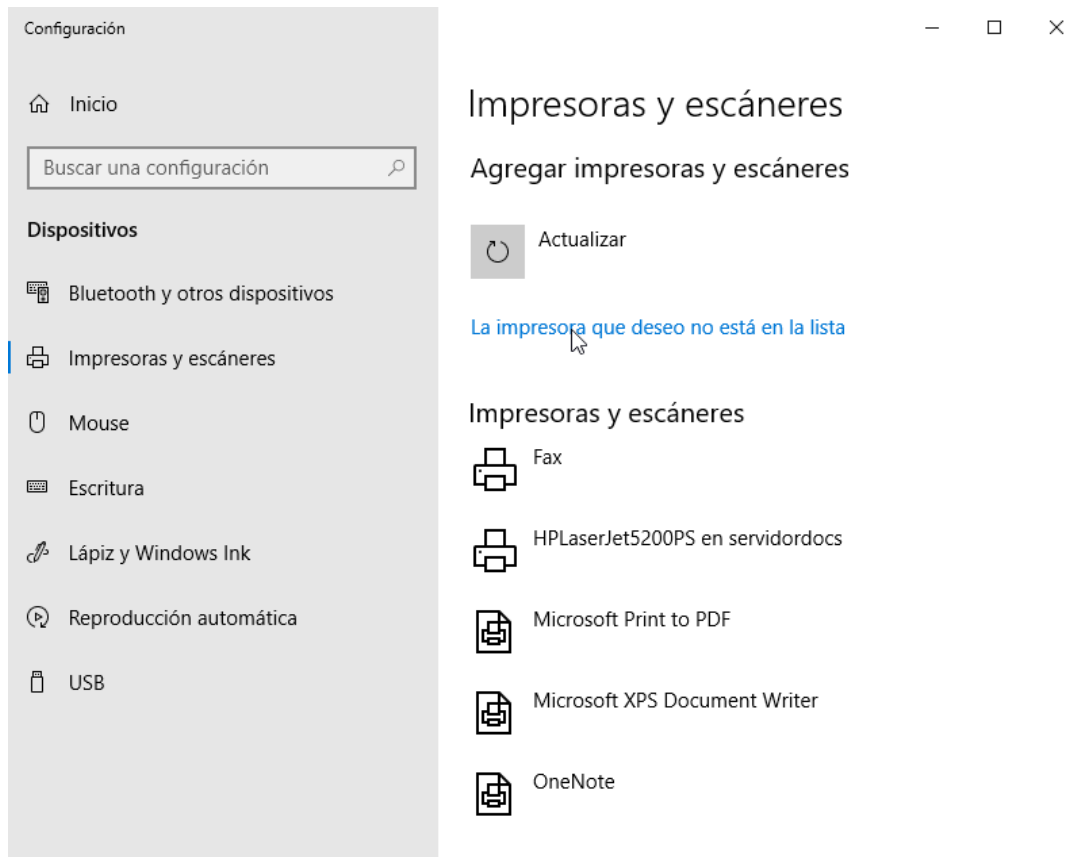 Configuración
Inicio
Buscar una configuración
Dispositivos
Bluetooth y otros dispositivos
Impresoras y escáneres
Mouse
Escritura
Lápiz y Windows Ink
Reproducción automática
USB
Impresoras y escáneres
Agregar impresoras y escáneres
Actualizar
La impresora que deseo no está en la lista
Impresoras y escáneres
Fax
HPLaserJet5200PS en servidordocs
Microsoft Print to PDF
Microsoft XPS Document Writer
OneNote